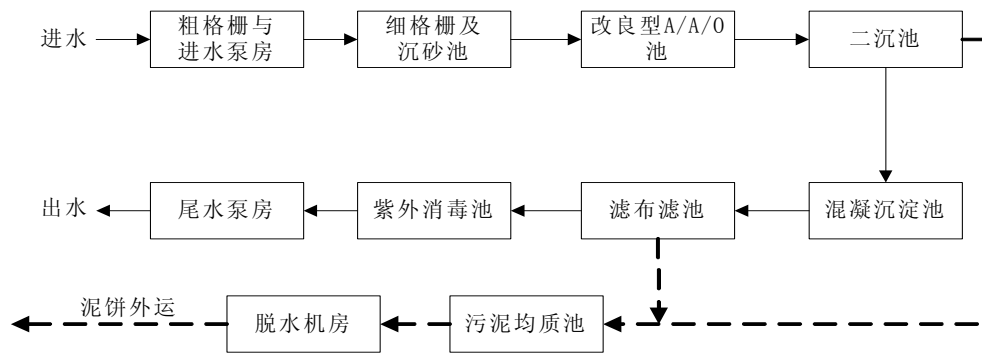 进水
粗格栅与
进水泵房
细格栅及
沉砂池
改良型A/A/O
池
二沉池
出水
尾水泵房
紫外消毒池
滤布滤池
混凝沉淀池
泥饼外运
脱水机房
污泥均质池